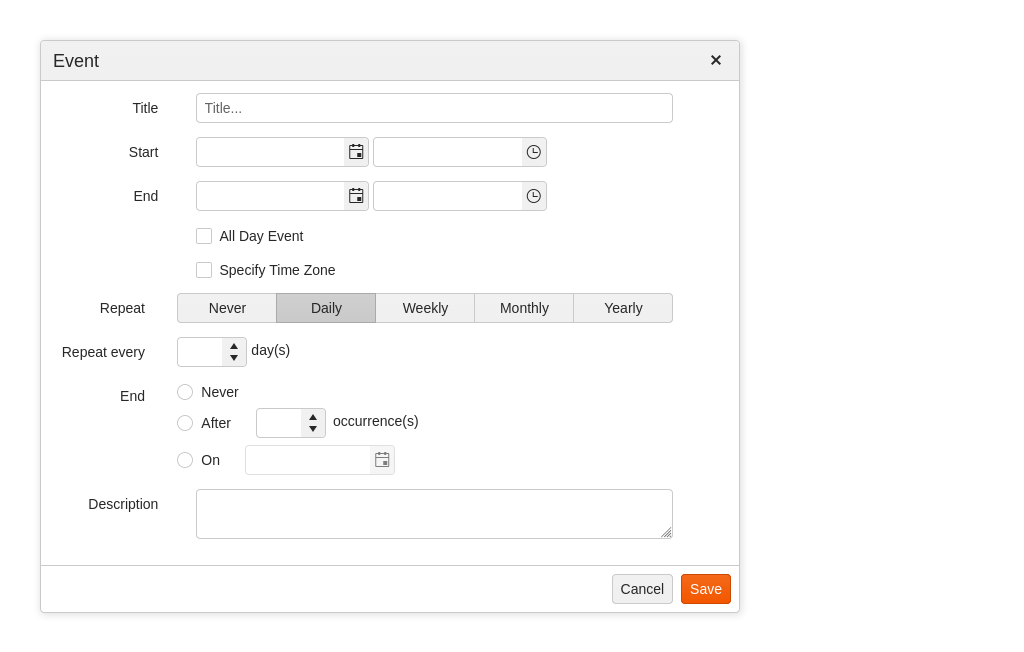 Event ×
Title Title...
Start
End
All Day Event
Specify Time Zone
Repeat Never Daily Weekly Monthly Yearly
Repeat every day(s)
End Never
After occurrence(s)
On
Description
Cancel Save